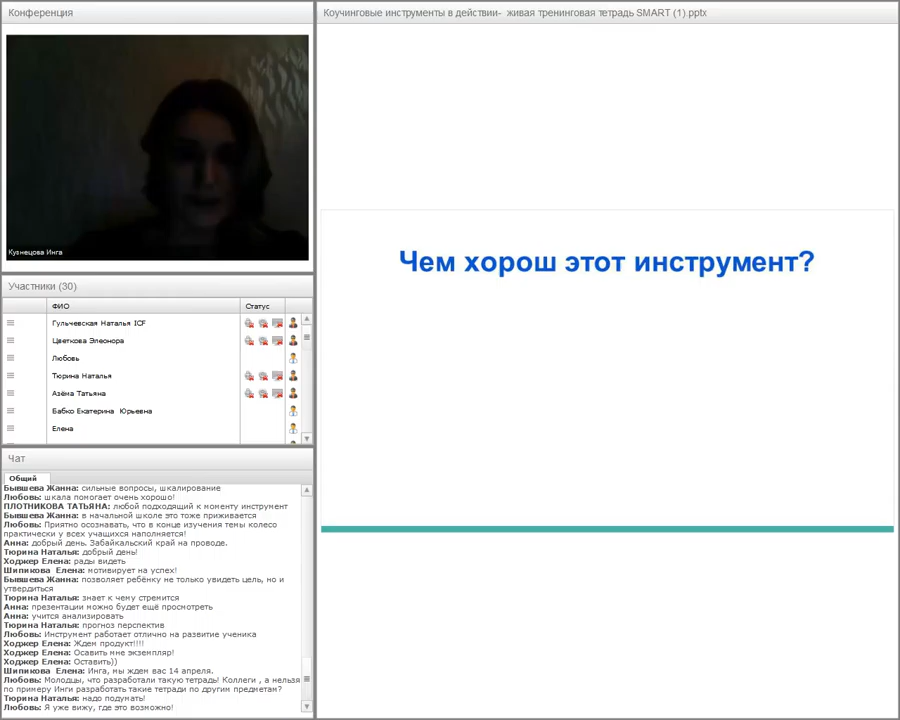 Конференция
Кузнецова Инга
Участники (30)
ФИО
Статус
Гульчевская Наталья ICF
Цветкова Элеонора
Любовь
Тюрина Наталья
Азёма Татьяна
Бабко Екатерина Юрьевна
Елена
Чат
Общий
Бывшева Жанна: сильные вопросы, шкалирование
Любовь: шкала помогает очень хорошо!
ПЛОТНИКОВА ТАТЬЯНА: любой подходящий к моменту инструмент
Бывшева Жанна: в начальной школе это тоже приживается
Любовь: Приятно осознавать, что в конце изучения темы колесо
практически у всех учащихся наполняется!
Анна: добрый день. Забайкальский край на проводе.
Тюрина Наталья: добрый день!
Ходжер Елена: рады видеть
Шипикова Елена: мотивирует на успех!
Бывшева Жанна: позволяет ребёнку не только увидеть цель, но и
утвердиться
Тюрина Наталья: знает к чему стремится
Анна: презентации можно будет ещё просмотреть
Анна: учится анализировать
Тюрина Наталья: прогноз перспектив
Любовь: Инструмент работает отлично на развитие ученика
Ходжер Елена: Ждем продукт!!!!
Ходжер Елена: Осавить мне экземпляр!
Ходжер Елена: Оставить))
Шипикова Елена: Инга, мы ждем вас 14 апреля.
Любовь: Молодцы, что разработали такую тетрадь! Коллеги , а нельзя
по примеру Инги разработать такие тетради по другим предметам?
Тюрина Наталья: надо подумать!
Любовь: Я уже вижу, где это возможно!
Коучинговые инструменты в действии- живая тренинговая тетрадь SMART (1).pptx
Чем хорош этот инструмент?